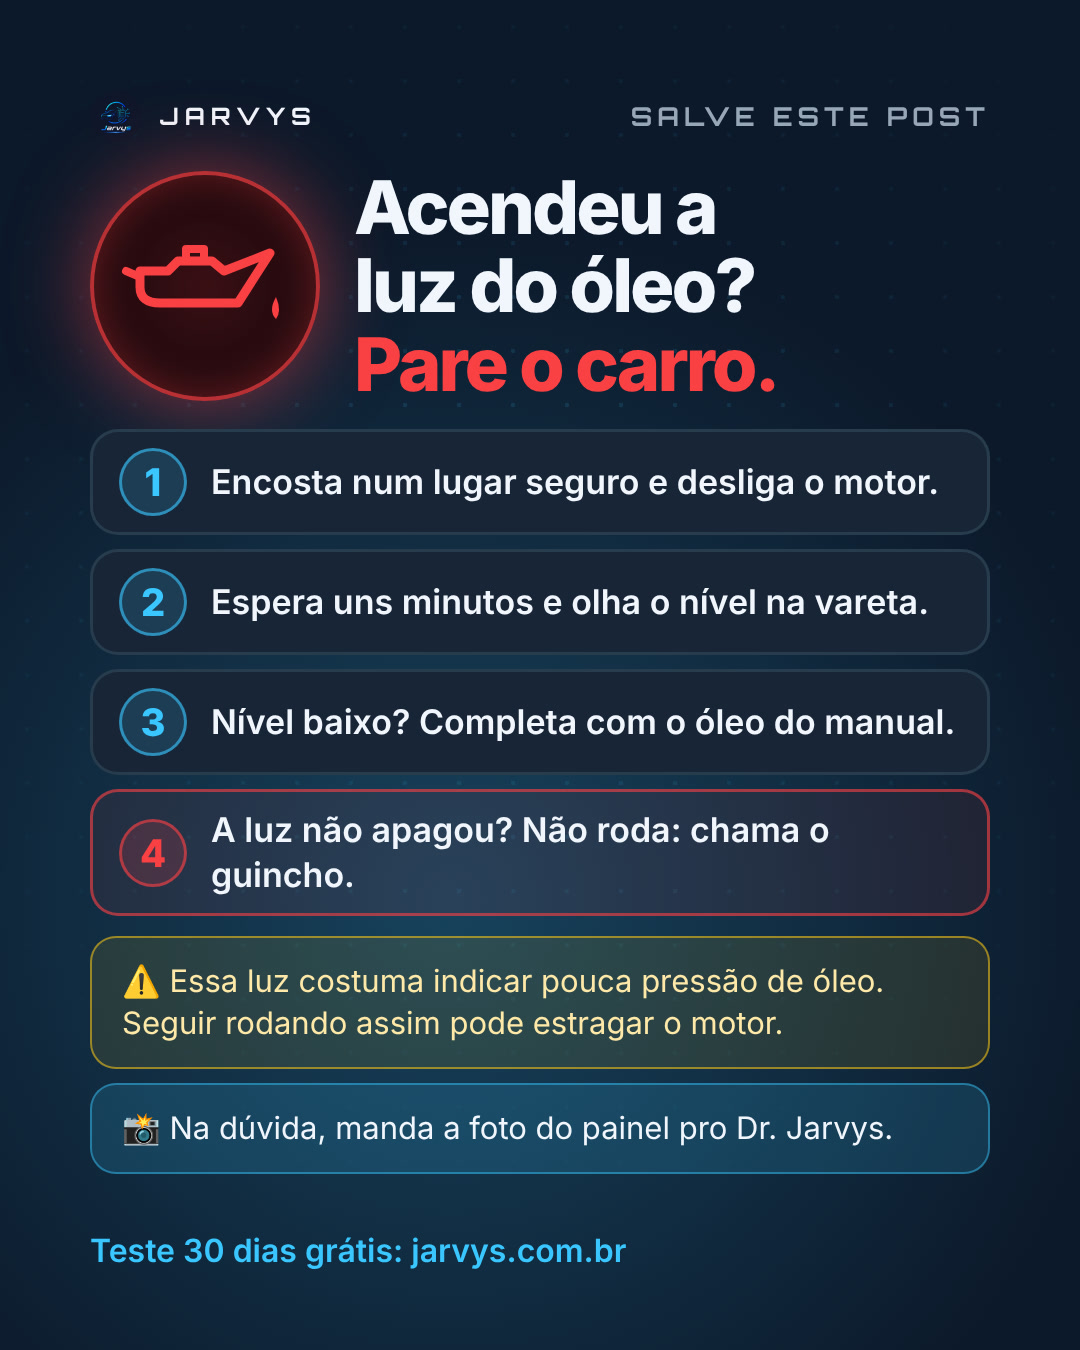 Jarvys
JARVYS
SALVE ESTE POST
Acendeu a
luz do óleo?
Pare o carro.
1
Encosta num lugar seguro e desliga o motor.
2
Espera uns minutos e olha o nível na vareta.
3
Nível baixo? Completa com o óleo do manual.
4
A luz não apagou? Não roda: chama o
guincho.
⚠️ Essa luz costuma indicar pouca pressão de óleo.
Seguir rodando assim pode estragar o motor.
📸 Na dúvida, manda a foto do painel pro Dr. Jarvys.
Teste 30 dias grátis: jarvys.com.br